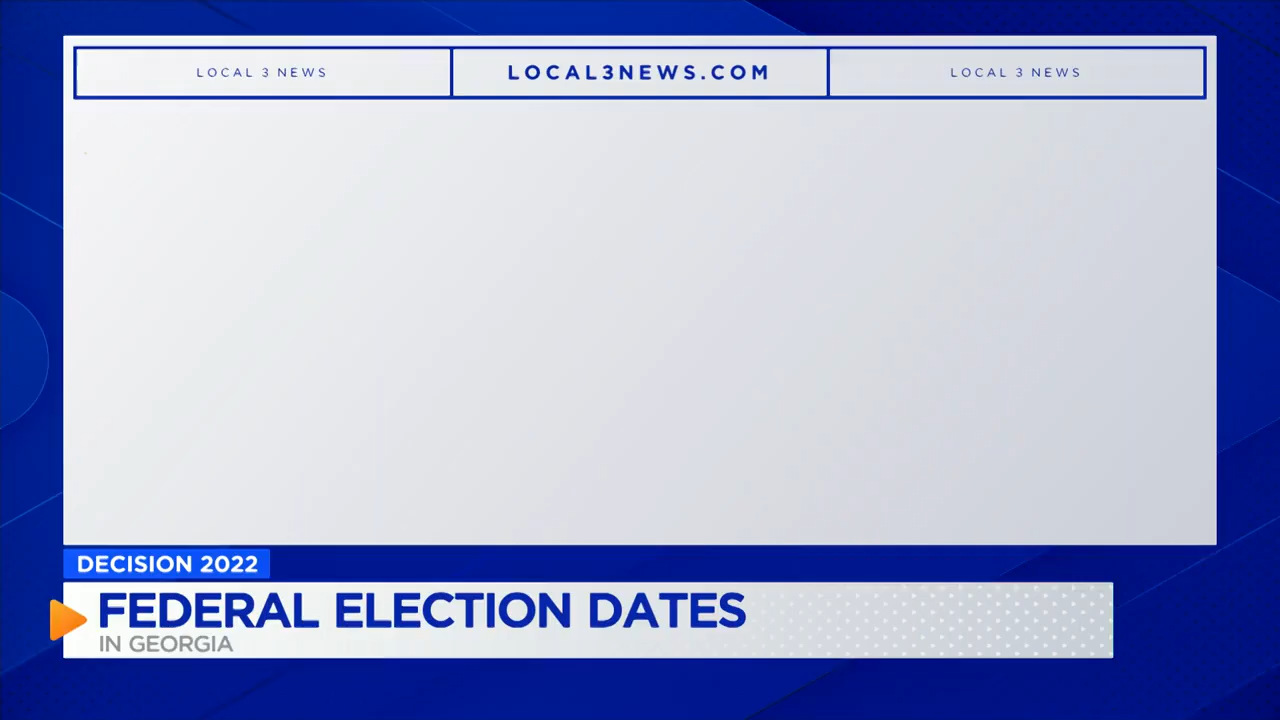 LOCAL 3 NEWS
LOCAL3NEWS.COM
LOCAL 3 NEWS
DECISION 2022
FEDERAL ELECTION DATES
IN GEORGIA